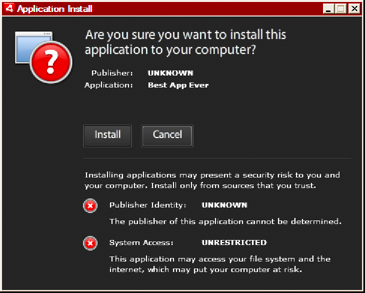 Application Install
Are you sure you want to install this
application to your computer?
Publisher: UNKNOWN
Application: Best App Ever
Install Cancel
Installing applications may present a security risk to you and
your computer. Install only from sources that you trust.
Publisher Identity: UNKNOWN
The publisher of this application cannot be determined.
System Access: UNRESTRICTED
This application may access your file system and the
internet, which may put your computer at risk.